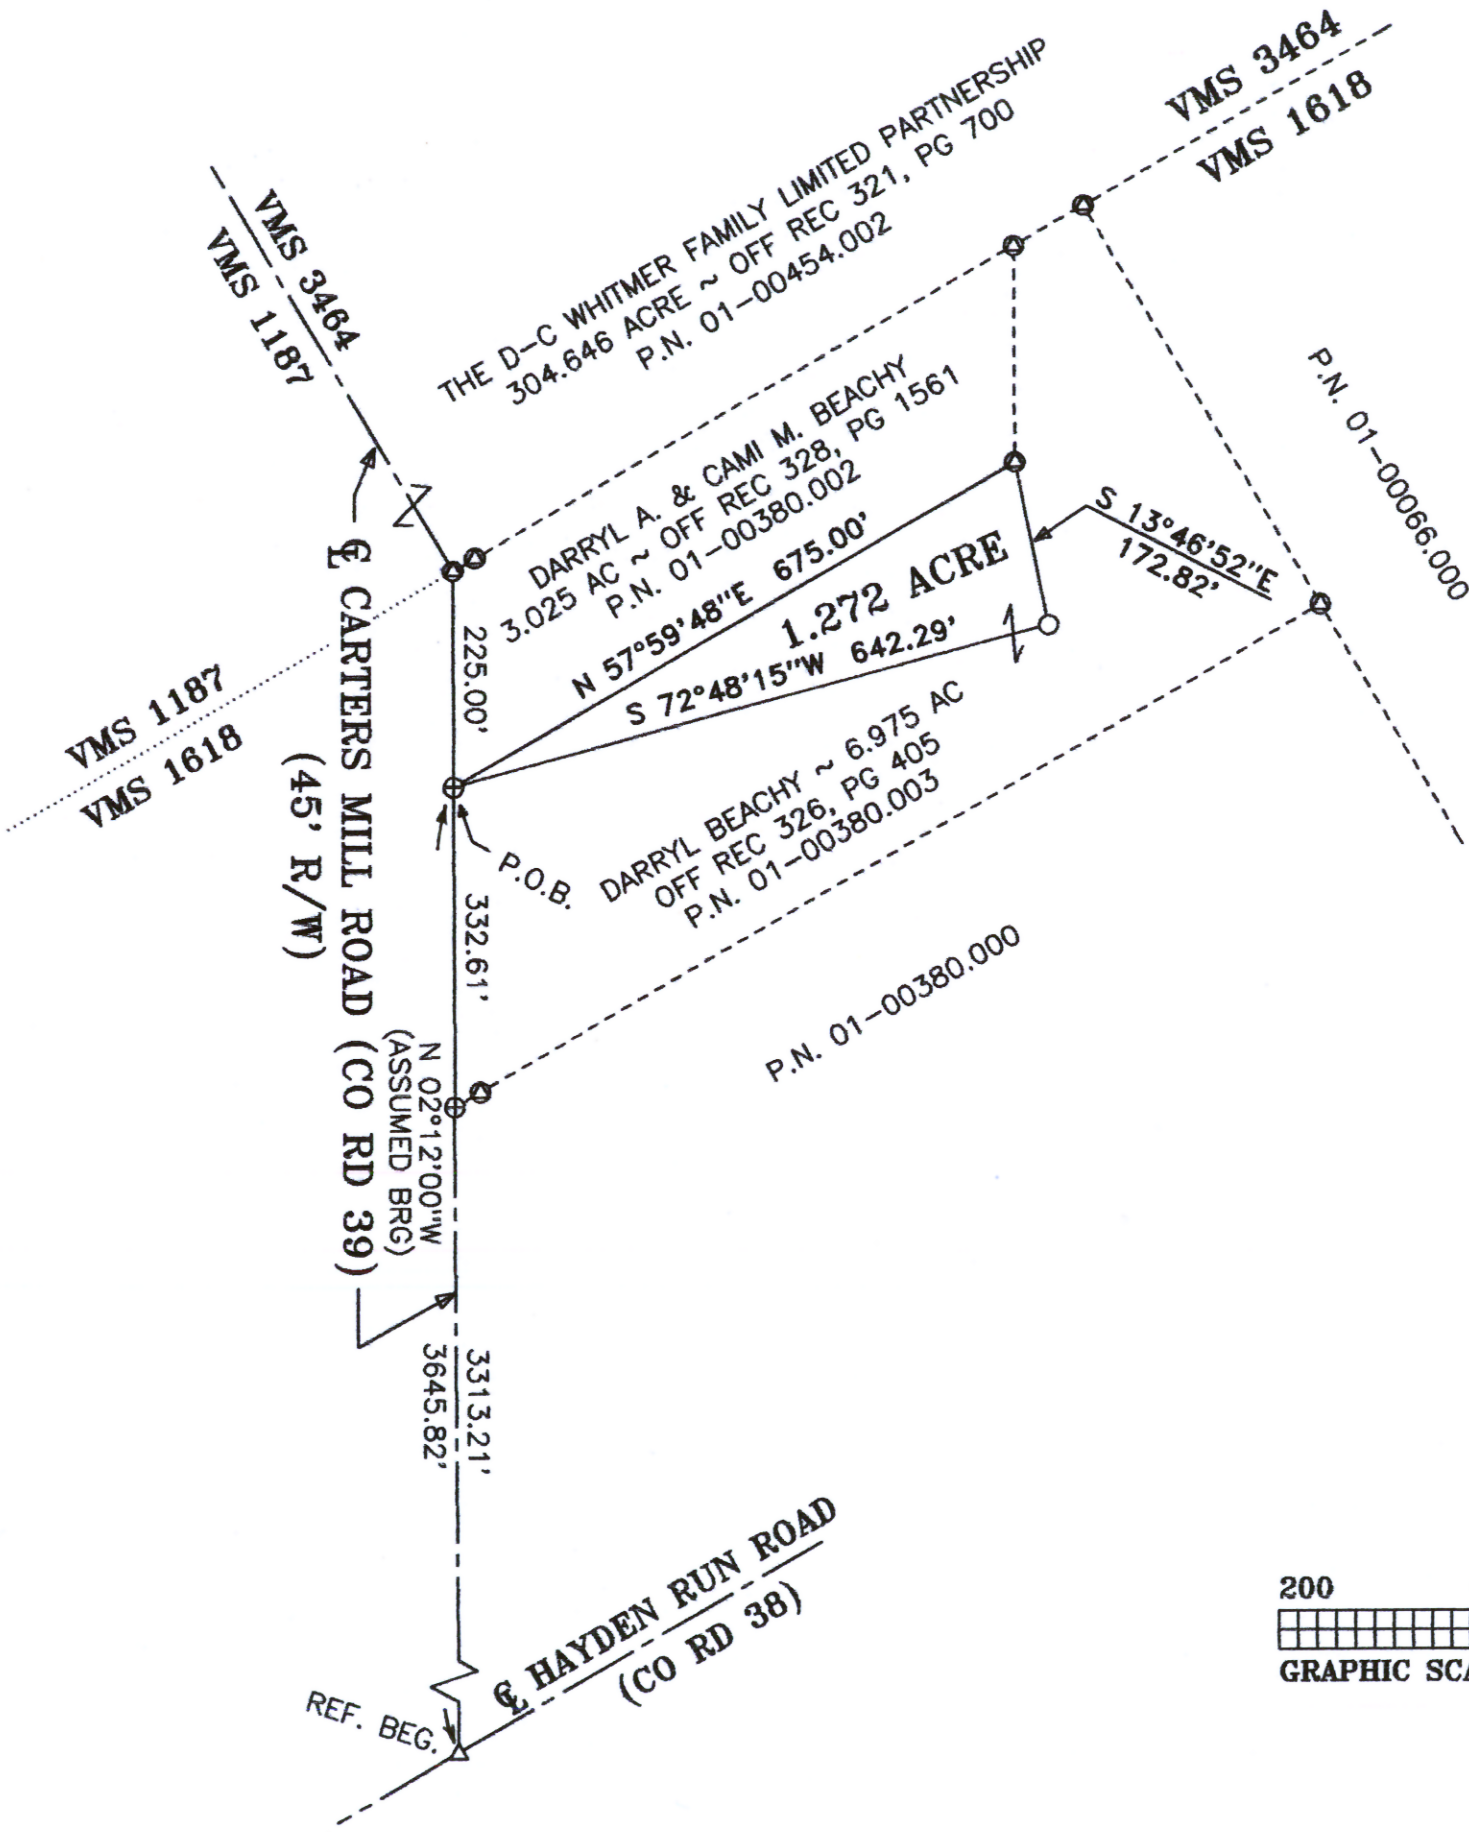 VMS 3464
VMS 1618
THE D-C WHITMER FAMILY LIMITED PARTNERSHIP
304.646 ACRE ~ OFF REC 321, PG 700
P.N. 01-00454.002
VMS 3464
VMS 1187
P.N. 01-00066.000
DARRYL A. & CAMI M. BEACHY
3.025 AC ~ OFF REC 328, PG 1561
P.N. 01-00380.002
N 57°59'48"E 675.00'
1.272 ACRE
S 72°48'15"W 642.29'
S 13°46'52"E
172.82'
225.00'
VMS 1187
VMS 1618
℄ CARTERS MILL ROAD (CO RD 39)
(45' R/W)
P.O.B.
DARRYL BEACHY ~ 6.975 AC
OFF REC 326, PG 405
P.N. 01-00380.003
332.61'
P.N. 01-00380.000
N 02°12'00"W
(ASSUMED BRG)
3313.21'
3645.82'
℄ HAYDEN RUN ROAD
(CO RD 38)
REF. BEG.
200
GRAPHIC SCA